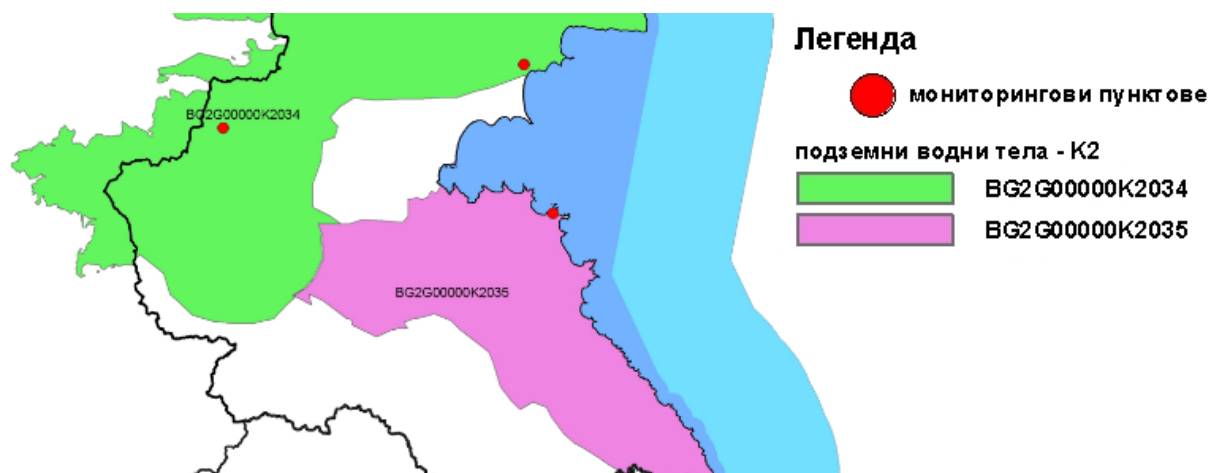 Легенда
мониторингови пунктове
подземни водни тела - K2
BG2G00000K2034
BG2G00000K2035
BG2G00000K2034
BG2G00000K2035